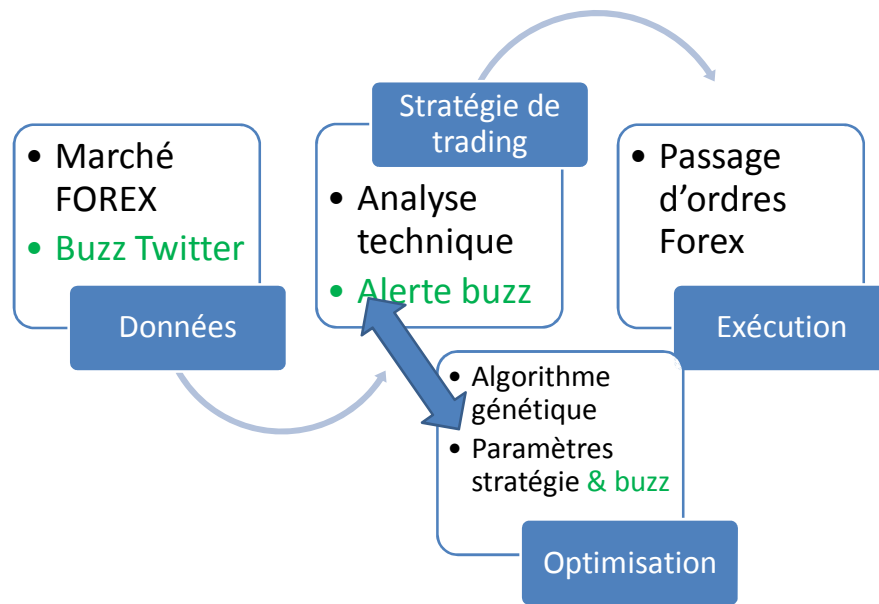 • Marché
FOREX
• Buzz Twitter
Données
Stratégie de
trading
• Analyse
technique
• Alerte buzz
• Passage
d’ordres
Forex
Exécution
• Algorithme
génétique
• Paramètres
stratégie & buzz
Optimisation